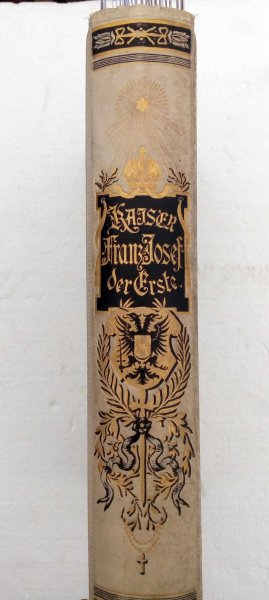 Kaiser
Franz Josef
der Erste.